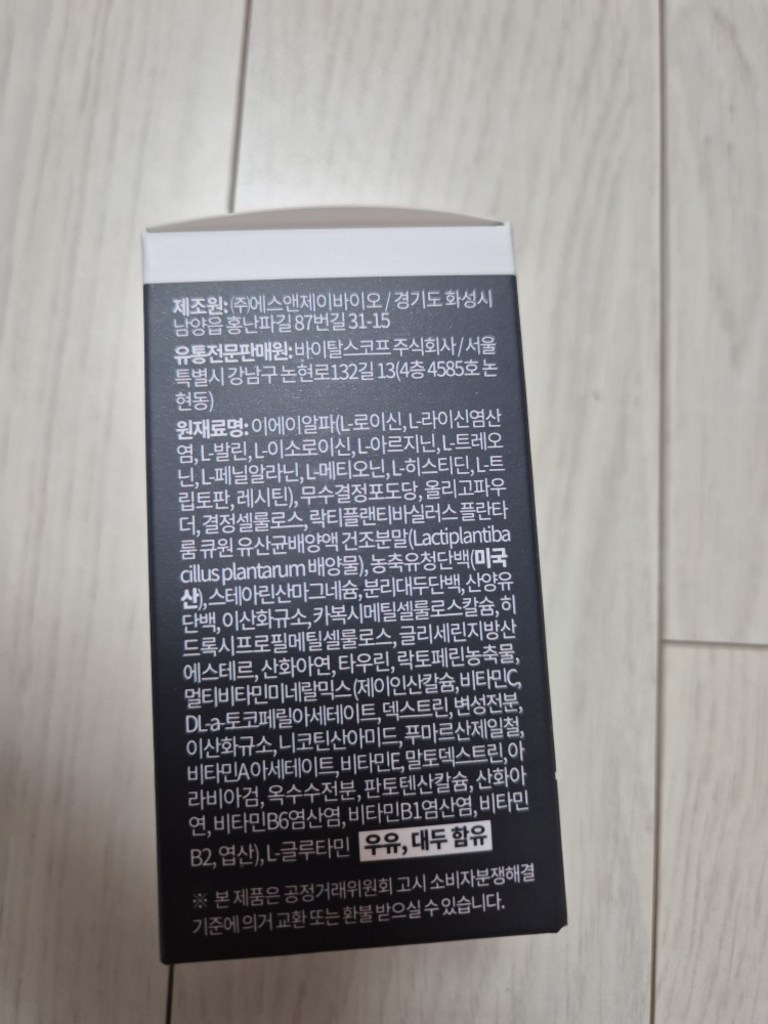 제조원: (주)에스앤제이바이오 / 경기도 화성시
남양읍 홍난파길 87번길 31-15
유통전문판매원: 바이탈스코프 주식회사 / 서울
특별시 강남구 논현로132길 13(4층 4585호 논
현동)
원재료명: 이에이알파(L-로이신, L-라이신염산
염, L-발린, L-이소로이신, L-아르지닌, L-트레오
닌, L-페닐알라닌, L-메티오닌, L-히스티딘, L-트
립토판, 레시틴), 무수결정포도당, 올리고파우
더, 결정셀룰로스, 락티플랜티바실러스 플란타
룸 큐원 유산균배양액 건조분말(Lactiplantiba
cillus plantarum 배양물), 농축유청단백(미국
산), 스테아린산마그네슘, 분리대두단백, 산양유
단백, 이산화규소, 카복시메틸셀룰로스칼슘, 히
드록시프로필메틸셀룰로스, 글리세린지방산
에스테르, 산화아연, 타우린, 락토페린농축물,
멀티비타민미네랄믹스(제이인산칼슘, 비타민C,
DL-a-토코페릴아세테이트, 덱스트린, 변성전분,
이산화규소, 니코틴산아미드, 푸마르산제일철,
비타민A아세테이트, 비타민E, 말토덱스트린, 아
라비아검, 옥수수전분, 판토텐산칼슘, 산화아
연, 비타민B6염산염, 비타민B1염산염, 비타민
B2, 엽산), L-글루타민 우유, 대두 함유
※ 본 제품은 공정거래위원회 고시 소비자분쟁해결
기준에 의거 교환 또는 환불 받으실 수 있습니다.